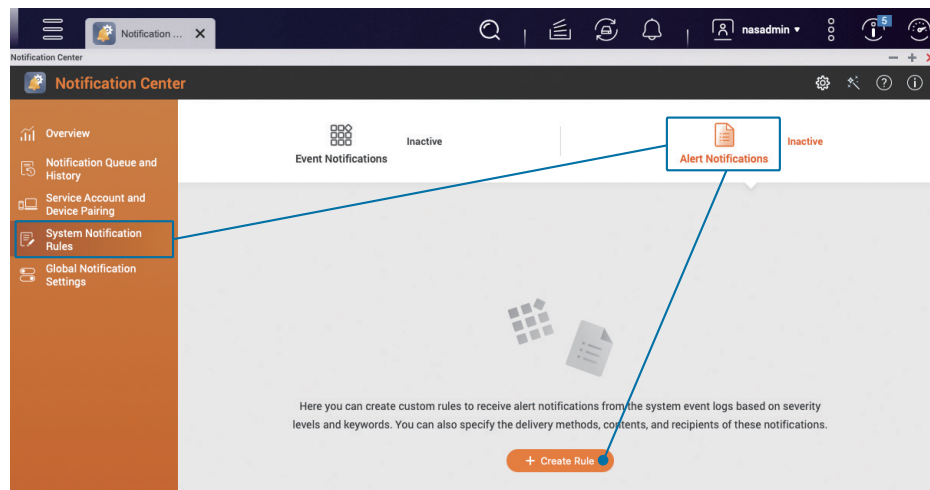 Notification ...
nasadmin
5
Notification Center
Notification Center
Overview
Notification Queue and
History
Service Account and
Device Pairing
System Notification
Rules
Global Notification
Settings
Event Notifications
Inactive
Alert Notifications
Inactive
Here you can create custom rules to receive alert notifications from the system event logs based on severity
levels and keywords. You can also specify the delivery methods, contents, and recipients of these notifications.
+ Create Rule